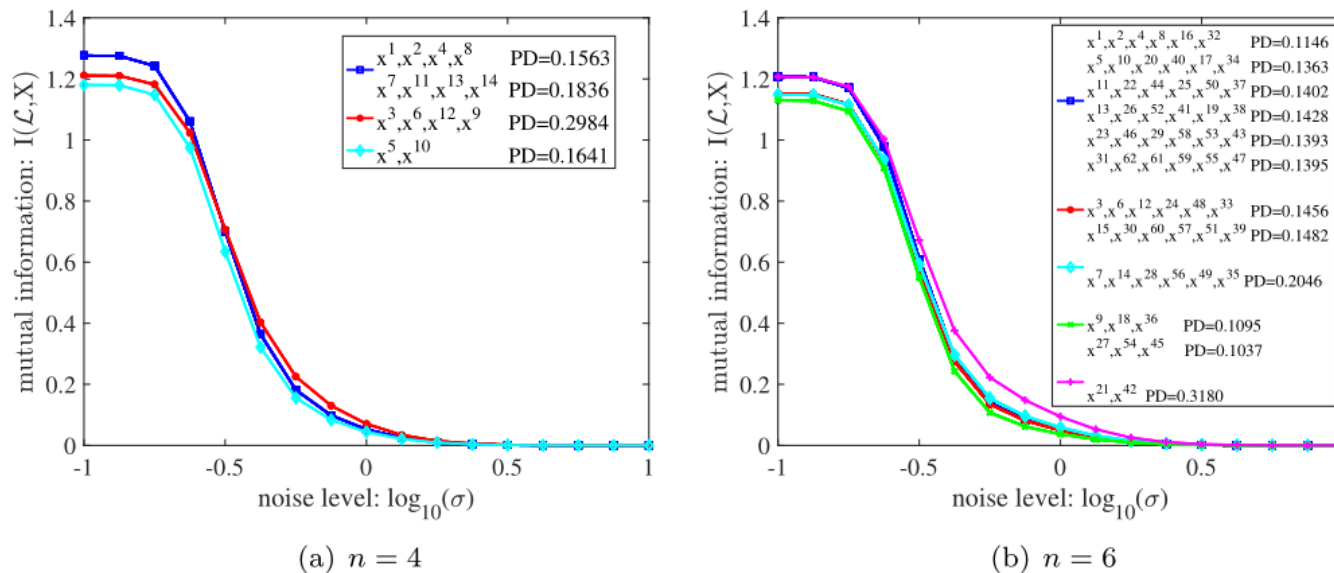 1.4
1.2
1
0.8
0.6
0.4
0.2
0
-1
-0.5
0
0.5
1
mutual information: I(ℒ,X)
noise level: log₁₀(σ)
x¹,x²,x⁴,x⁸ PD=0.1563
x⁷,x¹¹,x¹³,x¹⁴ PD=0.1836
x³,x⁶,x¹²,x⁹ PD=0.2984
x⁵,x¹⁰ PD=0.1641
(a) n = 4
1.4
1.2
1
0.8
0.6
0.4
0.2
0
-1
-0.5
0
0.5
mutual information: I(ℒ,X)
noise level: log₁₀(σ)
x¹,x²,x⁴,x⁸,x¹⁶,x³² PD=0.1146
x⁵,x¹⁰,x²⁰,x⁴⁰,x¹⁷,x³⁴ PD=0.1363
x¹¹,x²²,x⁴⁴,x²⁵,x⁵⁰,x³⁷ PD=0.1402
x¹³,x²⁶,x⁵²,x⁴¹,x¹⁹,x³⁸ PD=0.1428
x²³,x⁴⁶,x²⁹,x⁵⁸,x⁵³,x⁴³ PD=0.1393
x³¹,x⁶²,x⁶¹,x⁵⁹,x⁵⁵,x⁴⁷ PD=0.1395
x³,x⁶,x¹²,x²⁴,x⁴⁸,x³³ PD=0.1456
x¹⁵,x³⁰,x⁶⁰,x⁵⁷,x⁵¹,x³⁹ PD=0.1482
x⁷,x¹⁴,x²⁸,x⁵⁶,x⁴⁹,x³⁵ PD=0.2046
x⁹,x¹⁸,x³⁶ PD=0.1095
x²⁷,x⁵⁴,x⁴⁵ PD=0.1037
x²¹,x⁴² PD=0.3180
(b) n = 6